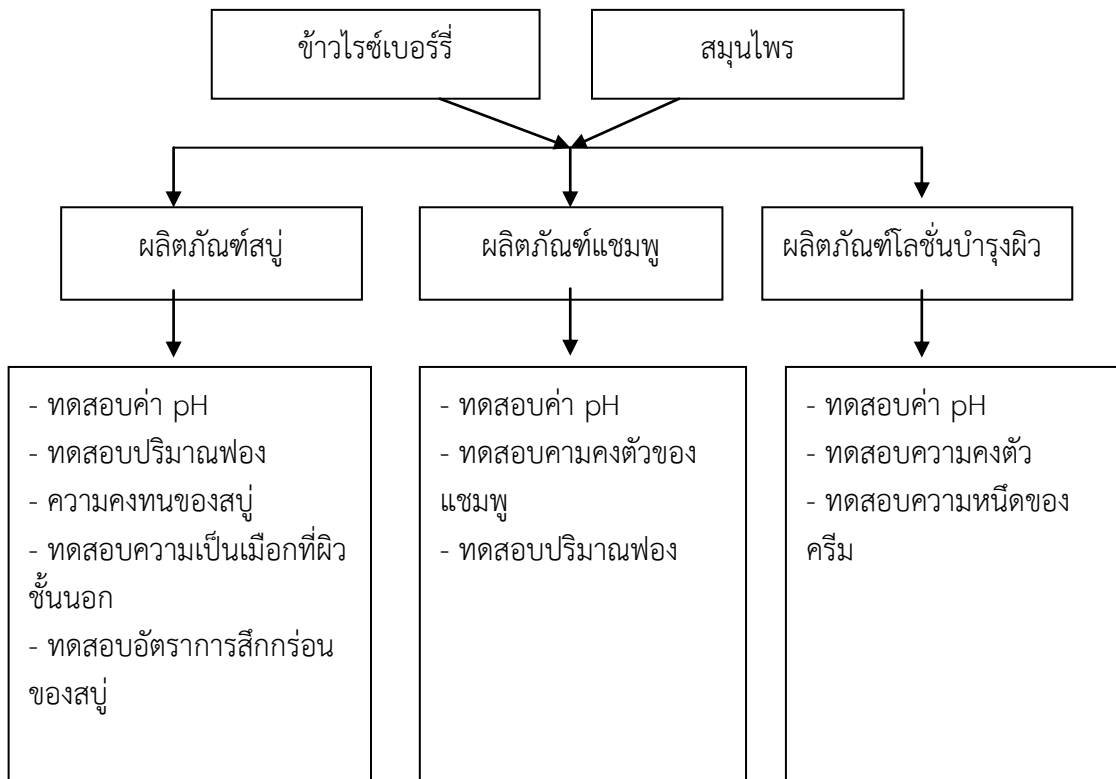 ข้าวไรซ์เบอร์รี่
สมุนไพร
ผลิตภัณฑ์สบู่
ผลิตภัณฑ์แชมพู
ผลิตภัณฑ์โลชั่นบำรุงผิว
- ทดสอบค่า pH
- ทดสอบปริมาณฟอง
- ความคงทนของสบู่
- ทดสอบความเป็นเมือกที่ผิว
ชั้นนอก
- ทดสอบอัตราการสึกกร่อน
ของสบู่
- ทดสอบค่า pH
- ทดสอบคามคงตัวของ
แชมพู
- ทดสอบปริมาณฟอง
- ทดสอบค่า pH
- ทดสอบความคงตัว
- ทดสอบความหนึดของ
ครีม